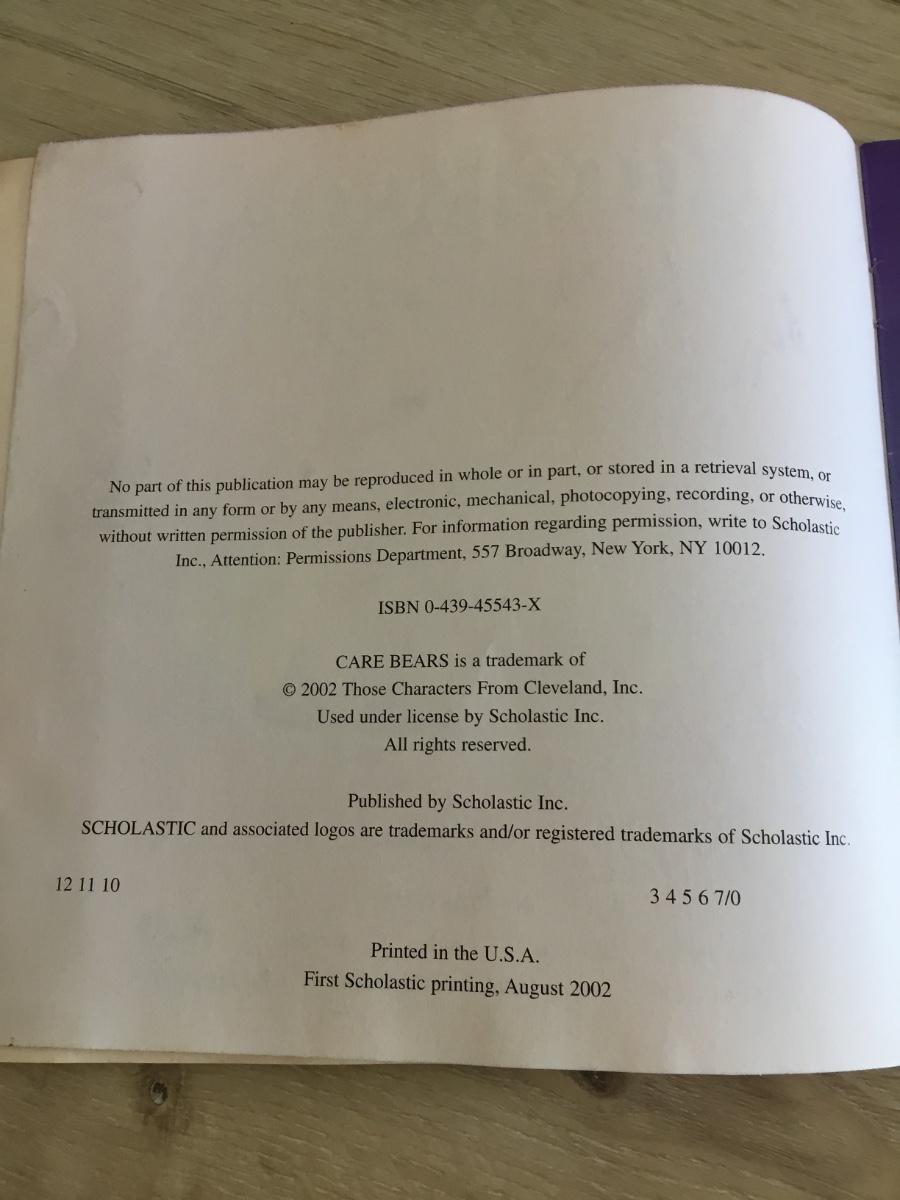 No part of this publication may be reproduced in whole or in part, or stored in a retrieval system, or
transmitted in any form or by any means, electronic, mechanical, photocopying, recording, or otherwise,
without written permission of the publisher. For information regarding permission, write to Scholastic
Inc., Attention: Permissions Department, 557 Broadway, New York, NY 10012.
ISBN 0-439-45543-X
CARE BEARS is a trademark of
© 2002 Those Characters From Cleveland, Inc.
Used under license by Scholastic Inc.
All rights reserved.
Published by Scholastic Inc.
SCHOLASTIC and associated logos are trademarks and/or registered trademarks of Scholastic Inc.
12 11 10 3 4 5 6 7/0
Printed in the U.S.A.
First Scholastic printing, August 2002